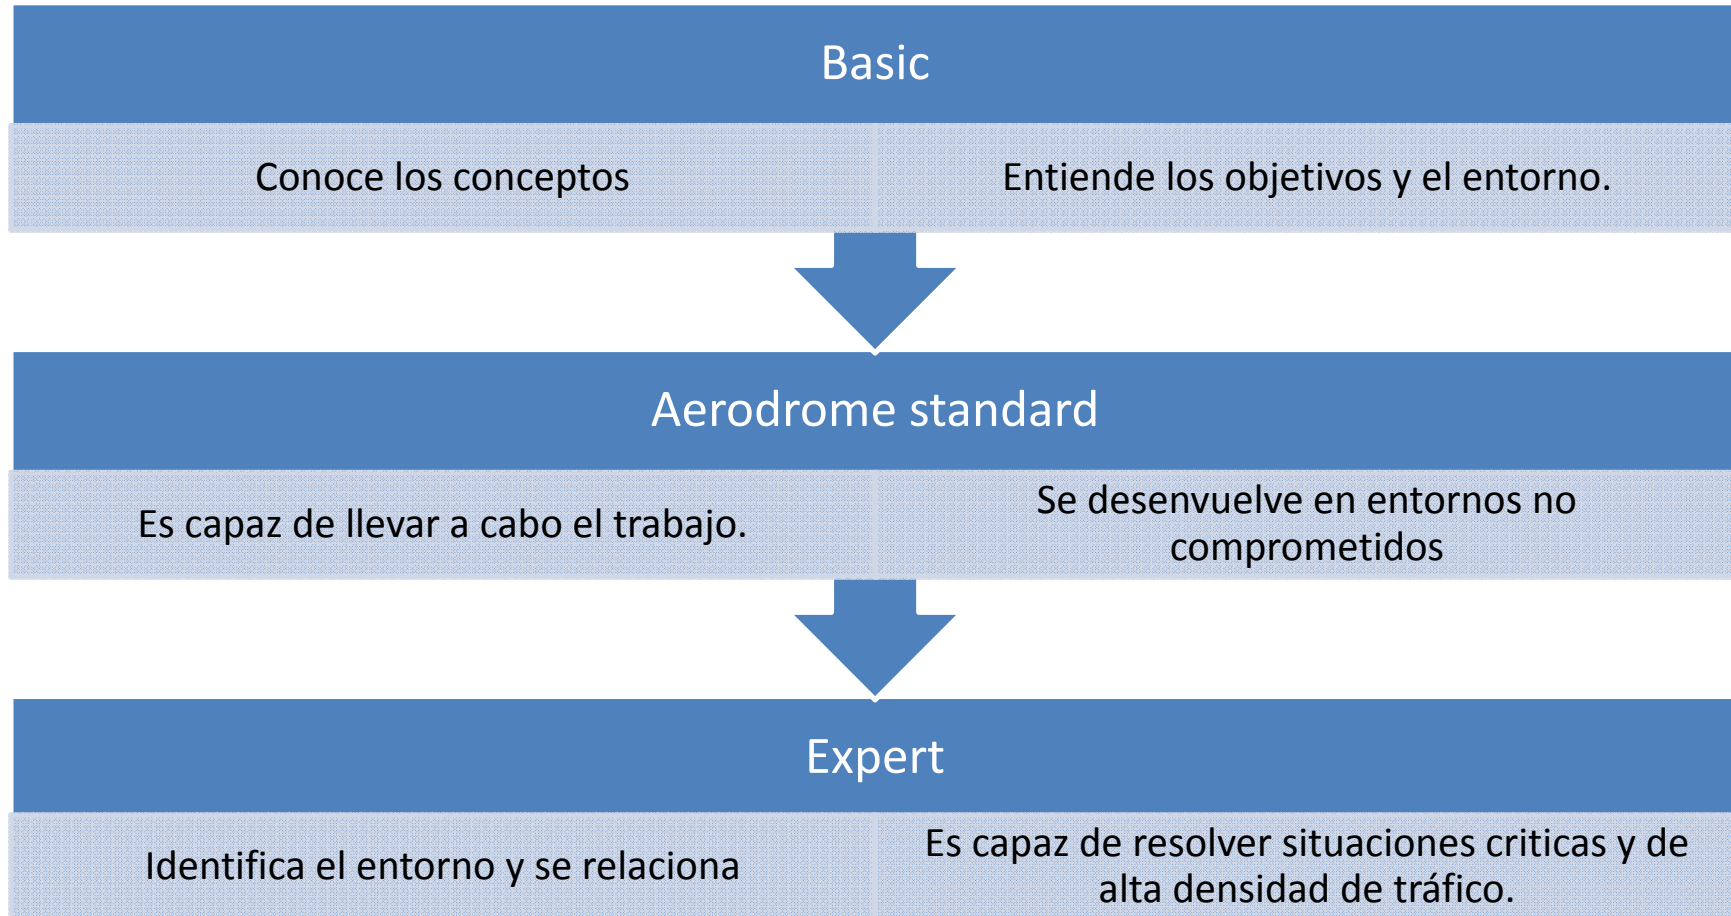 Basic
Conoce los conceptos
Entiende los objetivos y el entorno.
Aerodrome standard
Es capaz de llevar a cabo el trabajo.
Se desenvuelve en entornos no
comprometidos
Expert
Identifica el entorno y se relaciona
Es capaz de resolver situaciones criticas y de
alta densidad de tráfico.